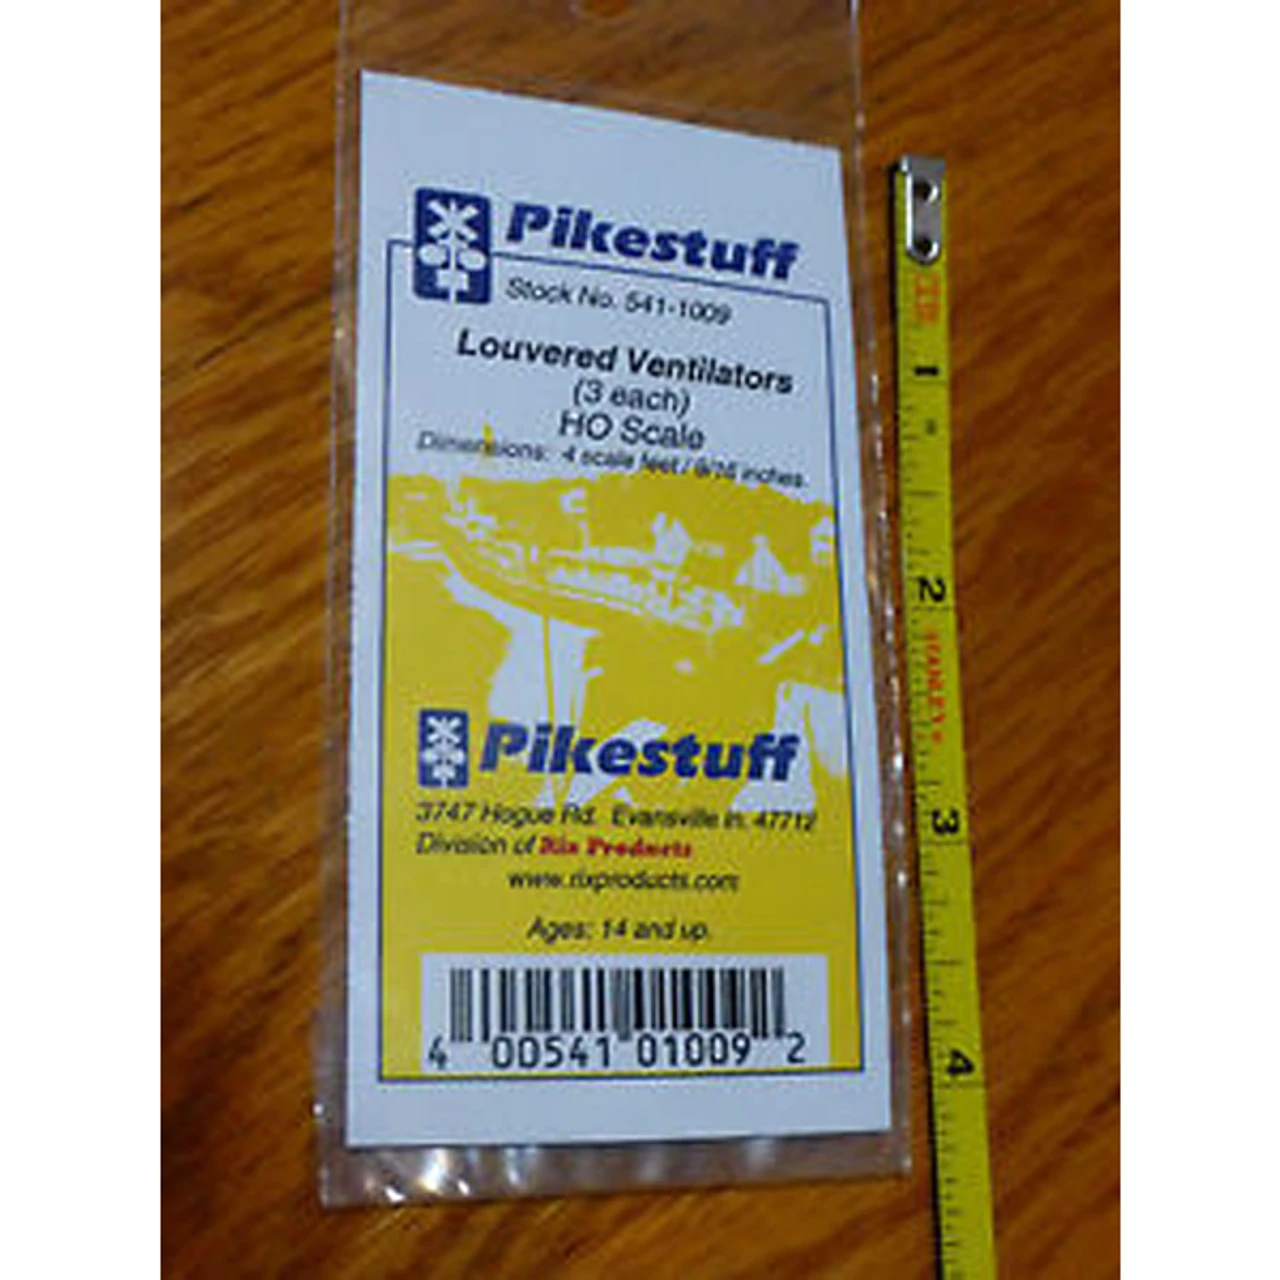 Pikestuff
Stock No. 541-1009
Louvered Ventilators
(3 each)
HO Scale
Dimensions: 4 scale feet / 9/16 inches.
Pikestuff
3747 Hogue Rd. Evansville In. 47712
Division of Rix Products
www.rixproducts.com
Ages: 14 and up.
4 00541 01009 2
1
2
STANLEY®
3
4